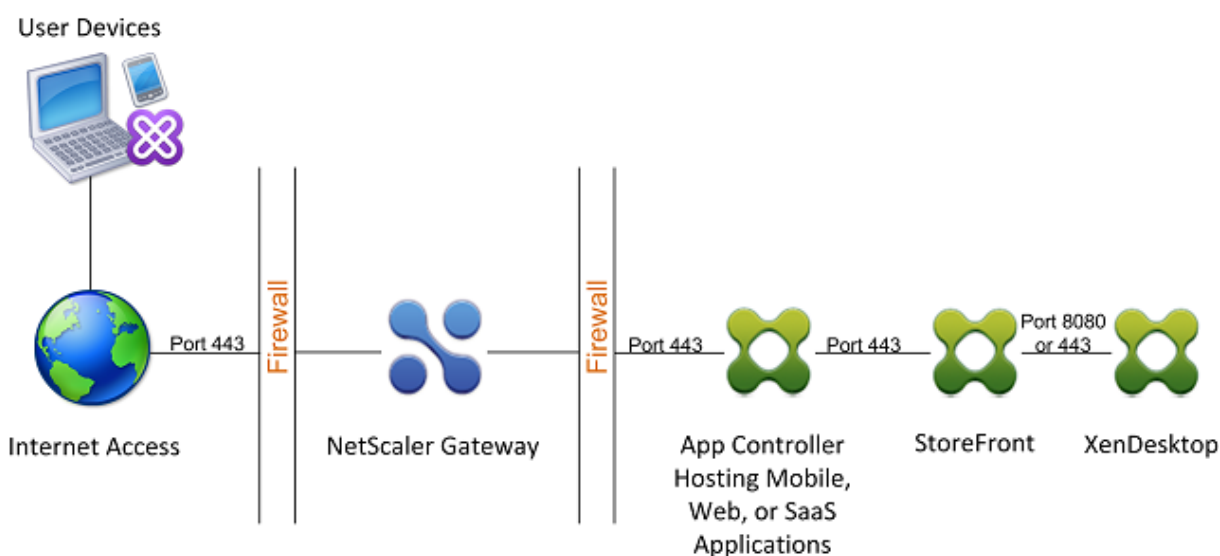 User Devices
Port 443
Firewall
Firewall
Port 443
Port 443
Port 8080
or 443
Internet Access
NetScaler Gateway
App Controller
Hosting Mobile,
Web, or SaaS
Applications
StoreFront
XenDesktop